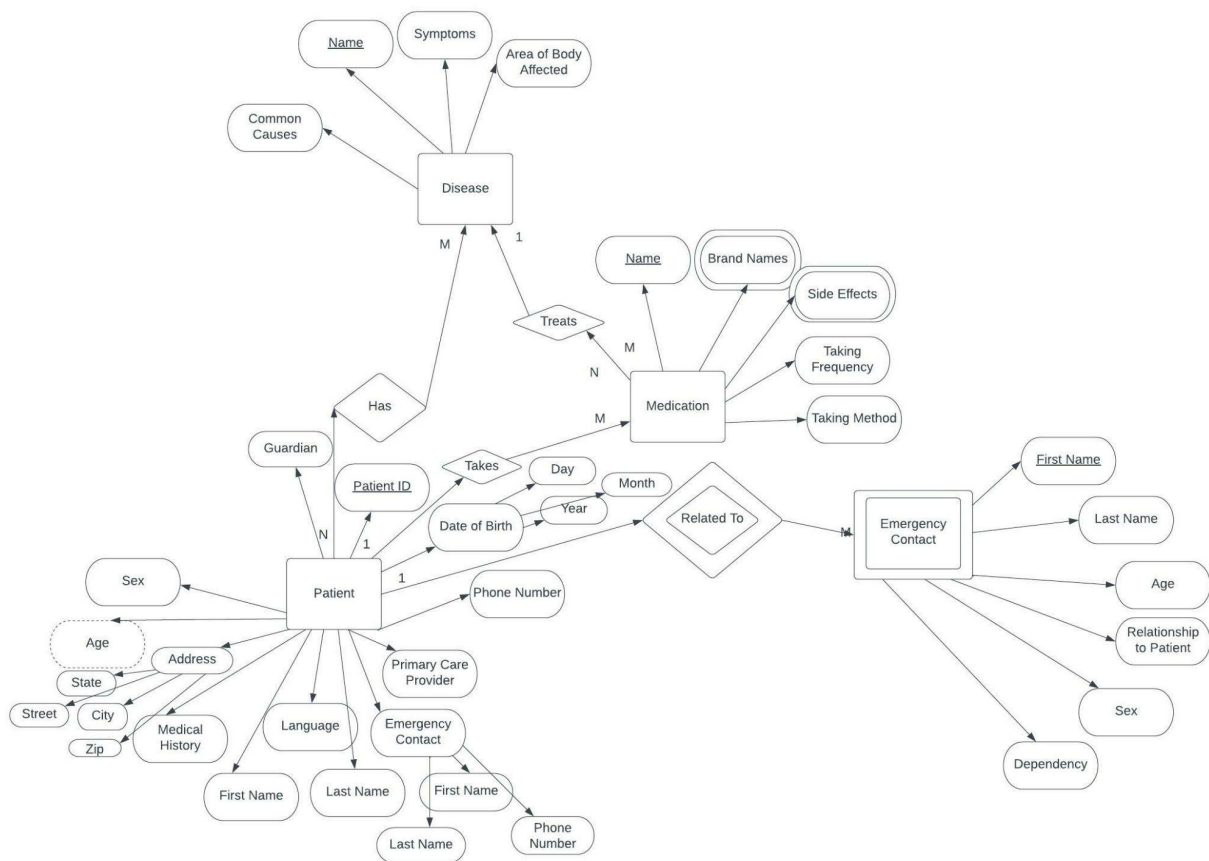 Name
Symptoms
Area of Body
Affected
Common
Causes
Disease
M
1
Name
Brand Names
Side Effects
Treats
M
N
Taking
Frequency
Medication
Taking Method
Has
M
Guardian
Takes
Day
Month
Patient ID
Year
Date of Birth
Related To
First Name
Emergency
Contact
M
Last Name
N
1
1
Sex
Patient
Phone Number
Age
Age
Relationship
to Patient
Address
Primary Care
Provider
State
Street
City
Zip
Medical
History
Language
Emergency
Contact
Sex
Dependency
First Name
Last Name
First Name
Last Name
Phone
Number